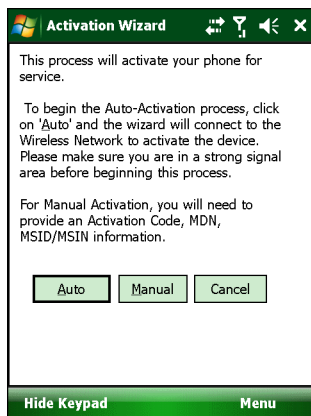 Activation Wizard
This process will activate your phone for
service.
To begin the Auto-Activation process, click
on 'Auto' and the wizard will connect to the
Wireless Network to activate the device.
Please make sure you are in a strong signal
area before beginning this process.
For Manual Activation, you will need to
provide an Activation Code, MDN,
MSID/MSIN information.
Auto Manual Cancel
Hide Keypad Menu